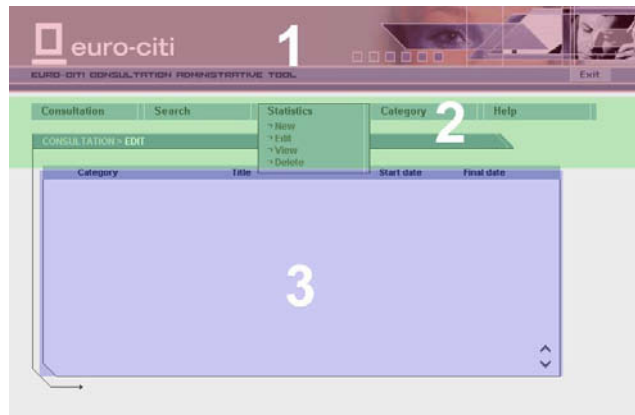 euro-citi
1
EURO-CITI CONSULTATION ADMINISTRATIVE TOOL
Exit
Consultation Search Statistics Category Help
2
New
Edit
View
Delete
CONSULTATION > EDIT
Category Title Start date Final date
3